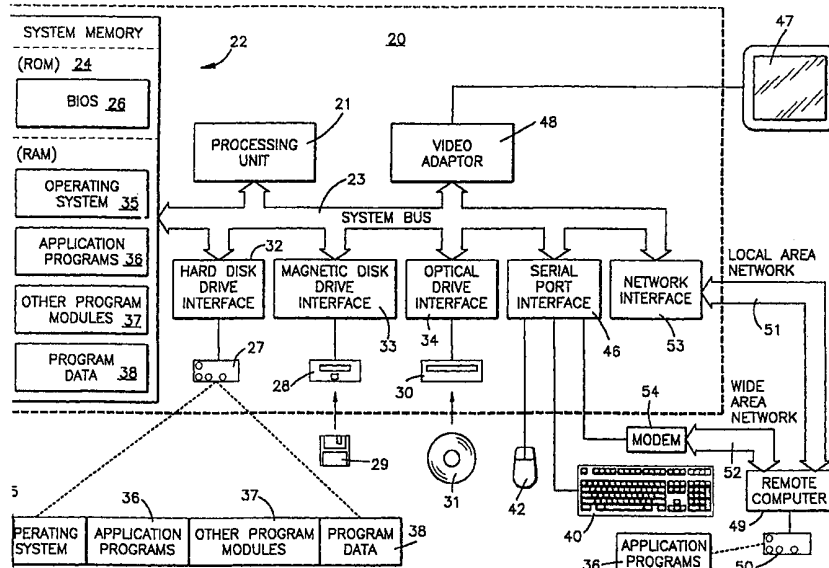 SYSTEM MEMORY
(ROM) 24
BIOS 26
(RAM)
OPERATING
SYSTEM 35
APPLICATION
PROGRAMS 36
OTHER PROGRAM
MODULES 37
PROGRAM
DATA 38
22
20
47
21
PROCESSING
UNIT
48
VIDEO
ADAPTOR
23
SYSTEM BUS
32
HARD DISK
DRIVE INTERFACE
MAGNETIC DISK
DRIVE INTERFACE
33
OPTICAL
DRIVE
INTERFACE
34
SERIAL
PORT
INTERFACE
46
NETWORK
INTERFACE
53
LOCAL AREA
NETWORK
51
27
28
30
29
31
42
40
54
MODEM
WIDE
AREA
NETWORK
52
REMOTE
COMPUTER
49
50
5
PERATING
SYSTEM
36
APPLICATION
PROGRAMS
37
OTHER PROGRAM
MODULES
PROGRAM
DATA
38
APPLICATION
PROGRAMS
36